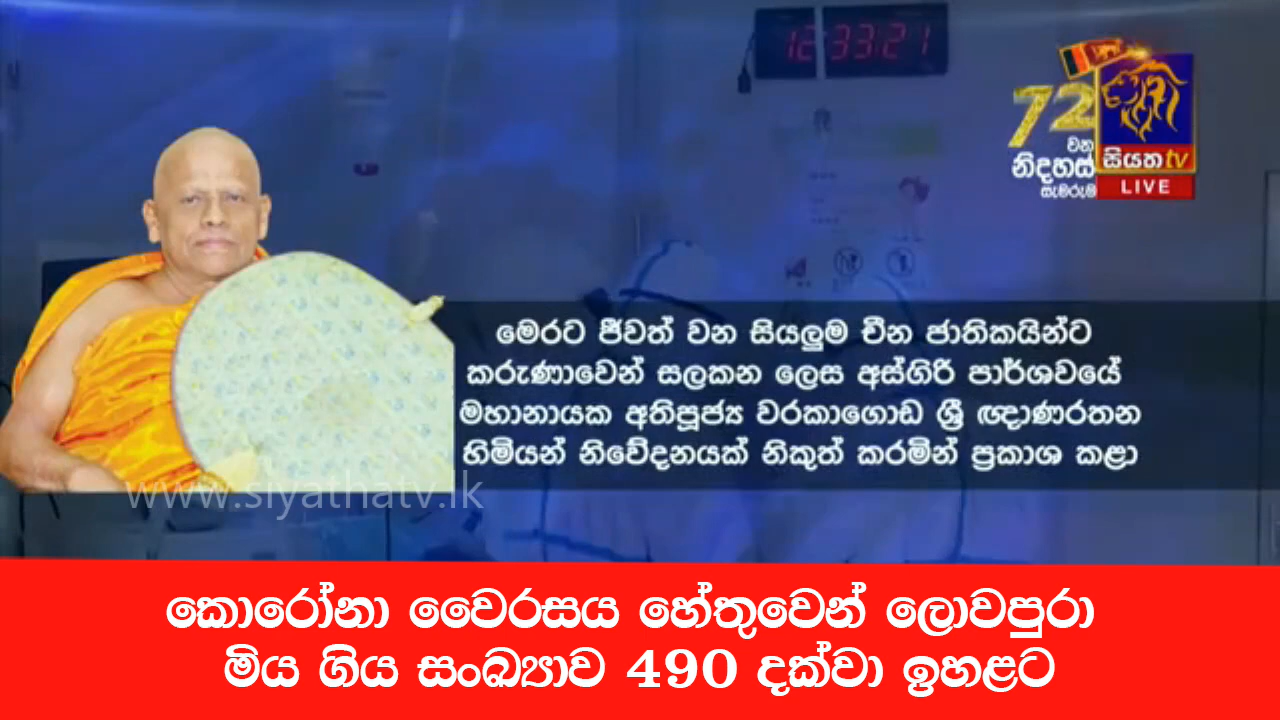 12:33:21
72
වන
නිදහස්
සැමරුම
සියත tv
LIVE
මෙරට ජීවත් වන සියලුම චීන ජාතිකයින්ට
කරුණාවෙන් සලකන ලෙස අස්ගිරි පාර්ශවයේ
මහානායක අතිපූජ්‍ය වරකාගොඩ ශ්‍රී ඥාණරතන
හිමියන් නිවේදනයක් නිකුත් කරමින් ප්‍රකාශ කළා
www.siyathatv.lk
කොරෝනා වෛරසය හේතුවෙන් ලොවපුරා
මිය ගිය සංඛ්‍යාව 490 දක්වා ඉහළට